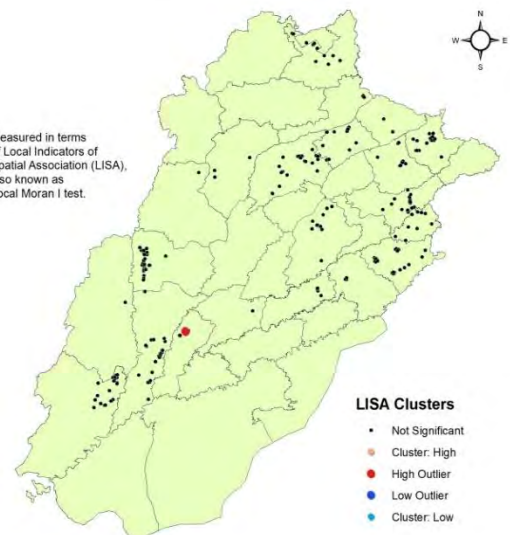 N
W E
S
easured in terms
Local Indicators of
patial Association (LISA),
so known as
ocal Moran I test.
LISA Clusters
Not Significant
Cluster: High
High Outlier
Low Outlier
Cluster: Low